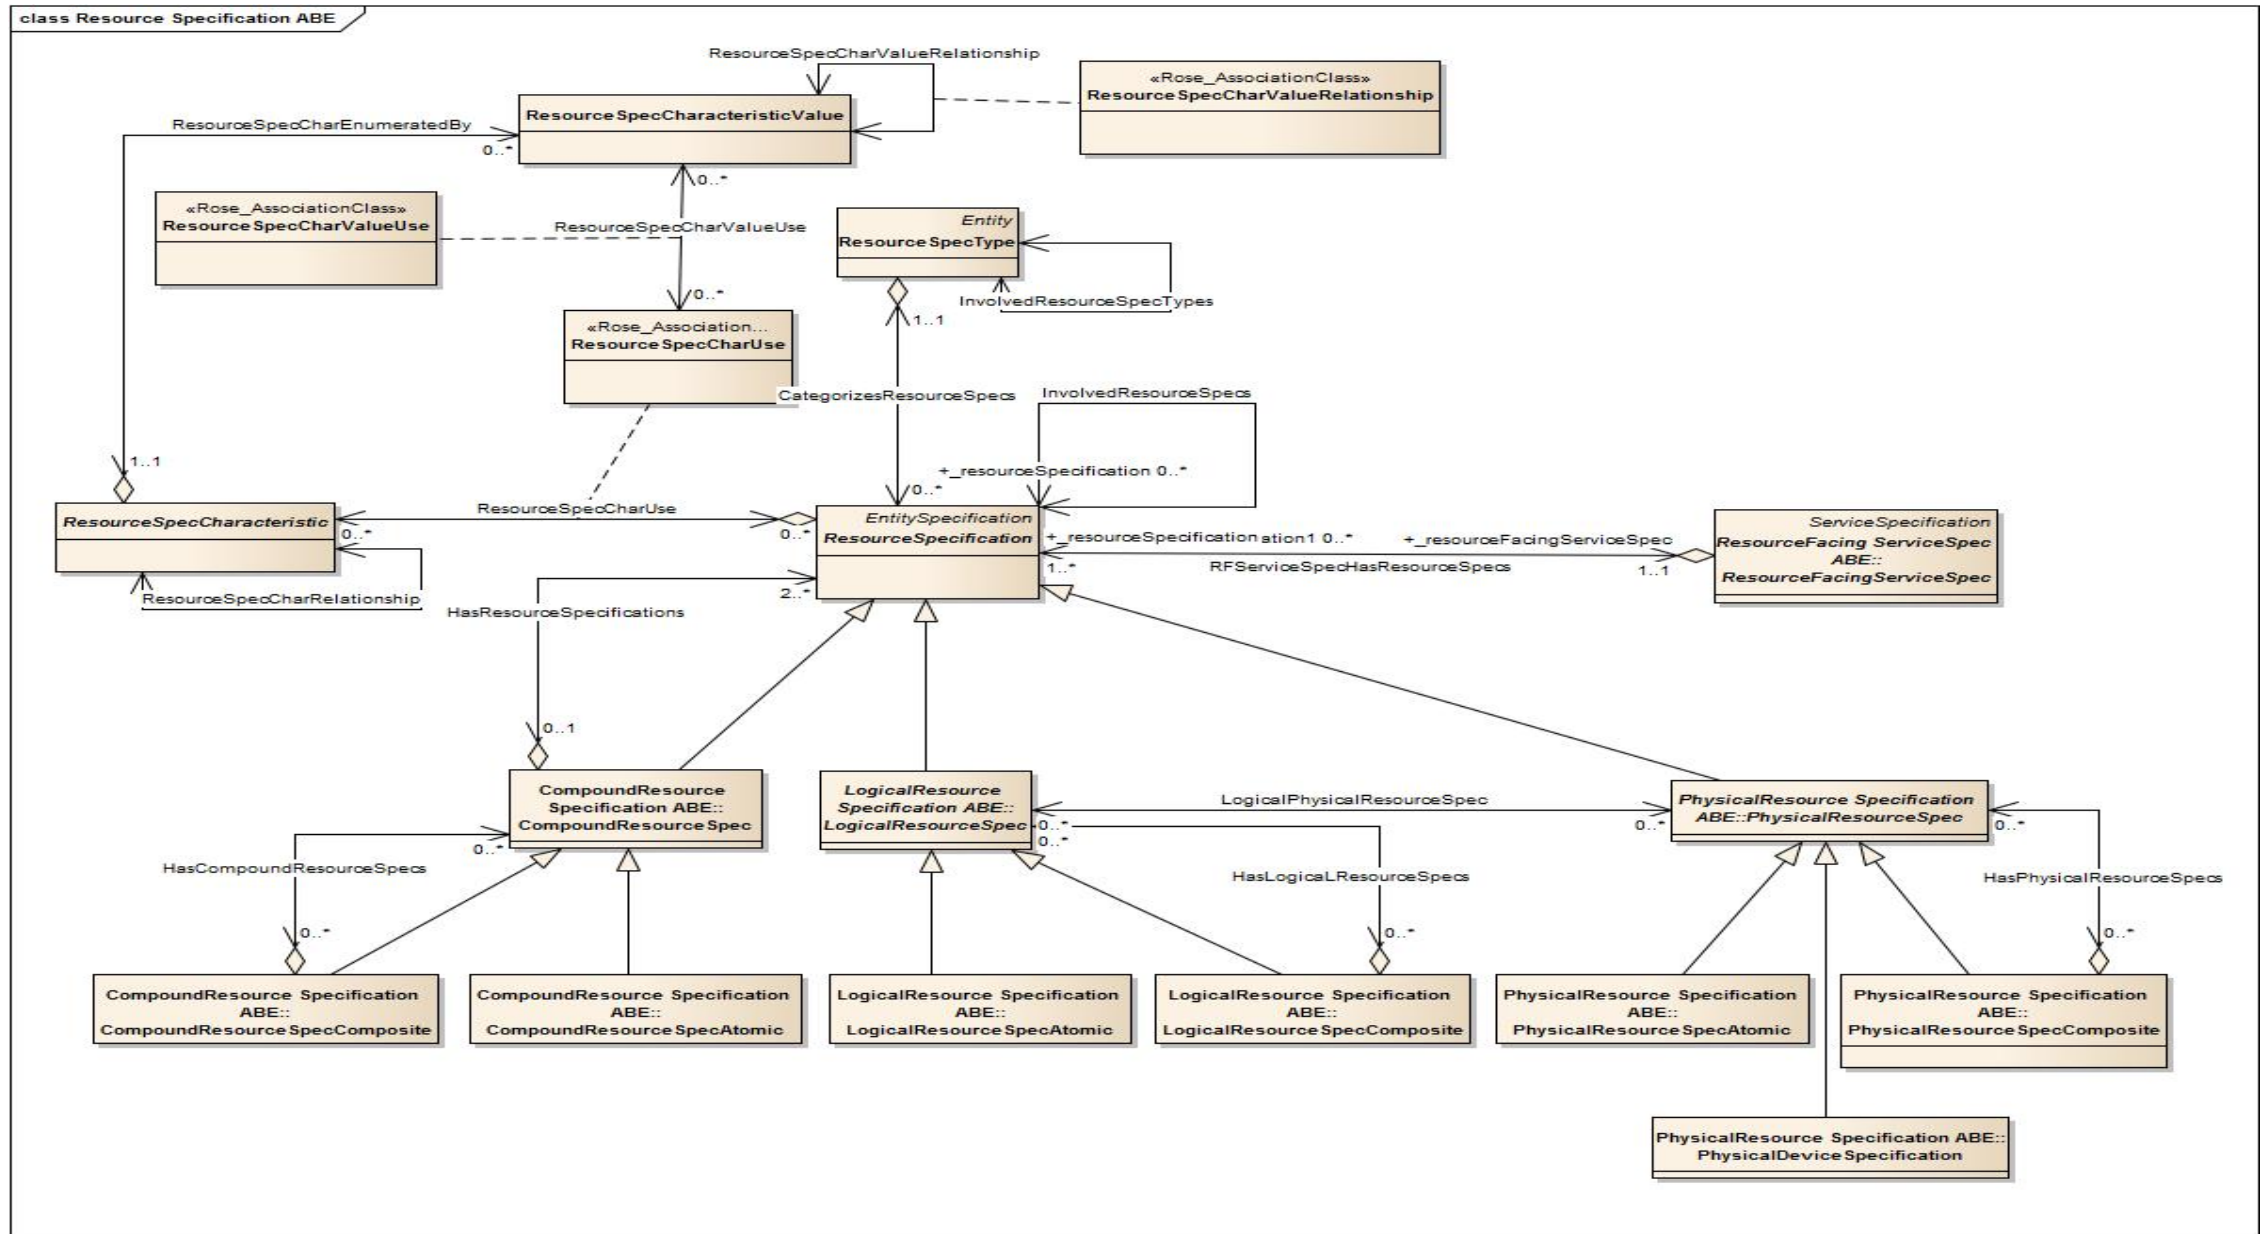 class Resource Specification ABE
ResourceSpecCharValueRelationship
«Rose_AssociationClass»
ResourceSpecCharValueRelationship
ResourceSpecCharacteristicValue
ResourceSpecCharEnumeratedBy
0..*
0..*
«Rose_AssociationClass»
ResourceSpecCharValueUse
ResourceSpecCharValueUse
Entity
ResourceSpecType
InvolvedResourceSpecTypes
0..*
1..1
«Rose_Association...
ResourceSpecCharUse
CategorizesResourceSpecs
InvolvedResourceSpecs
1..1
+_resourceSpecification 0..*
0..*
ResourceSpecCharacteristic
0..*
ResourceSpecCharUse
0..*
EntitySpecification
ResourceSpecification
+_resourceSpecification ation1 0..*
+_resourceFacingServiceSpec
1..*
RFServiceSpecHasResourceSpecs
1..1
ServiceSpecification
ResourceFacing ServiceSpec
ABE::
ResourceFacingServiceSpec
ResourceSpecCharRelationship
2..*
HasResourceSpecifications
0..1
CompoundResource
Specification ABE::
CompoundResourceSpec
LogicalResource
Specification ABE::
LogicalResourceSpec
LogicalPhysicalResourceSpec
0..*
0..*
0..*
PhysicalResource Specification
ABE::PhysicalResourceSpec
0..*
0..*
HasCompoundResourceSpecs
HasLogicaLResourceSpecs
HasPhysicalResourceSpecs
0..*
0..*
0..*
CompoundResource Specification
ABE::
CompoundResourceSpecComposite
CompoundResource Specification
ABE::
CompoundResourceSpecAtomic
LogicalResource Specification
ABE::
LogicalResourceSpecAtomic
LogicalResource Specification
ABE::
LogicalResourceSpecComposite
PhysicalResource Specification
ABE::
PhysicalResourceSpecAtomic
PhysicalResource Specification
ABE::
PhysicalResourceSpecComposite
PhysicalResource Specification ABE::
PhysicalDeviceSpecification